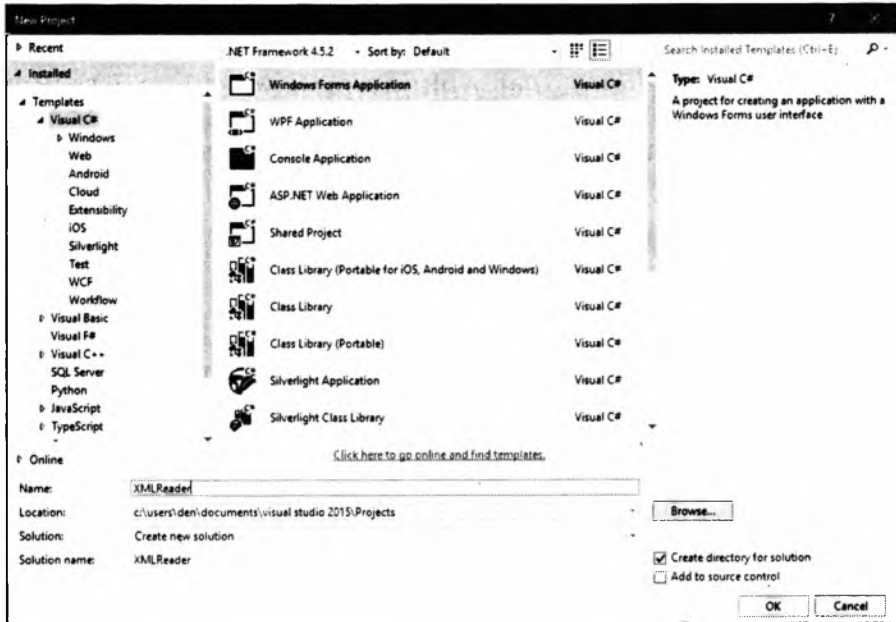 New Project ? ×
Recent
Installed
Templates
Visual C#
Windows
Web
Android
Cloud
Extensibility
iOS
Silverlight
Test
WCF
Workflow
Visual Basic
Visual F#
Visual C++
SQL Server
Python
JavaScript
TypeScript
Online
.NET Framework 4.5.2 Sort by: Default
Windows Forms Application Visual C#
WPF Application Visual C#
Console Application Visual C#
ASP.NET Web Application Visual C#
Shared Project Visual C#
Class Library (Portable for iOS, Android and Windows) Visual C#
Class Library Visual C#
Class Library (Portable) Visual C#
Silverlight Application Visual C#
Silverlight Class Library Visual C#
Click here to go online and find templates.
Search Installed Templates (Ctrl+E)
Type: Visual C#
A project for creating an application with a
Windows Forms user interface
Name: XMLReader
Location: c:\users\den\documents\visual studio 2015\Projects
Browse...
Solution: Create new solution
Solution name: XMLReader
Create directory for solution
Add to source control
OK Cancel